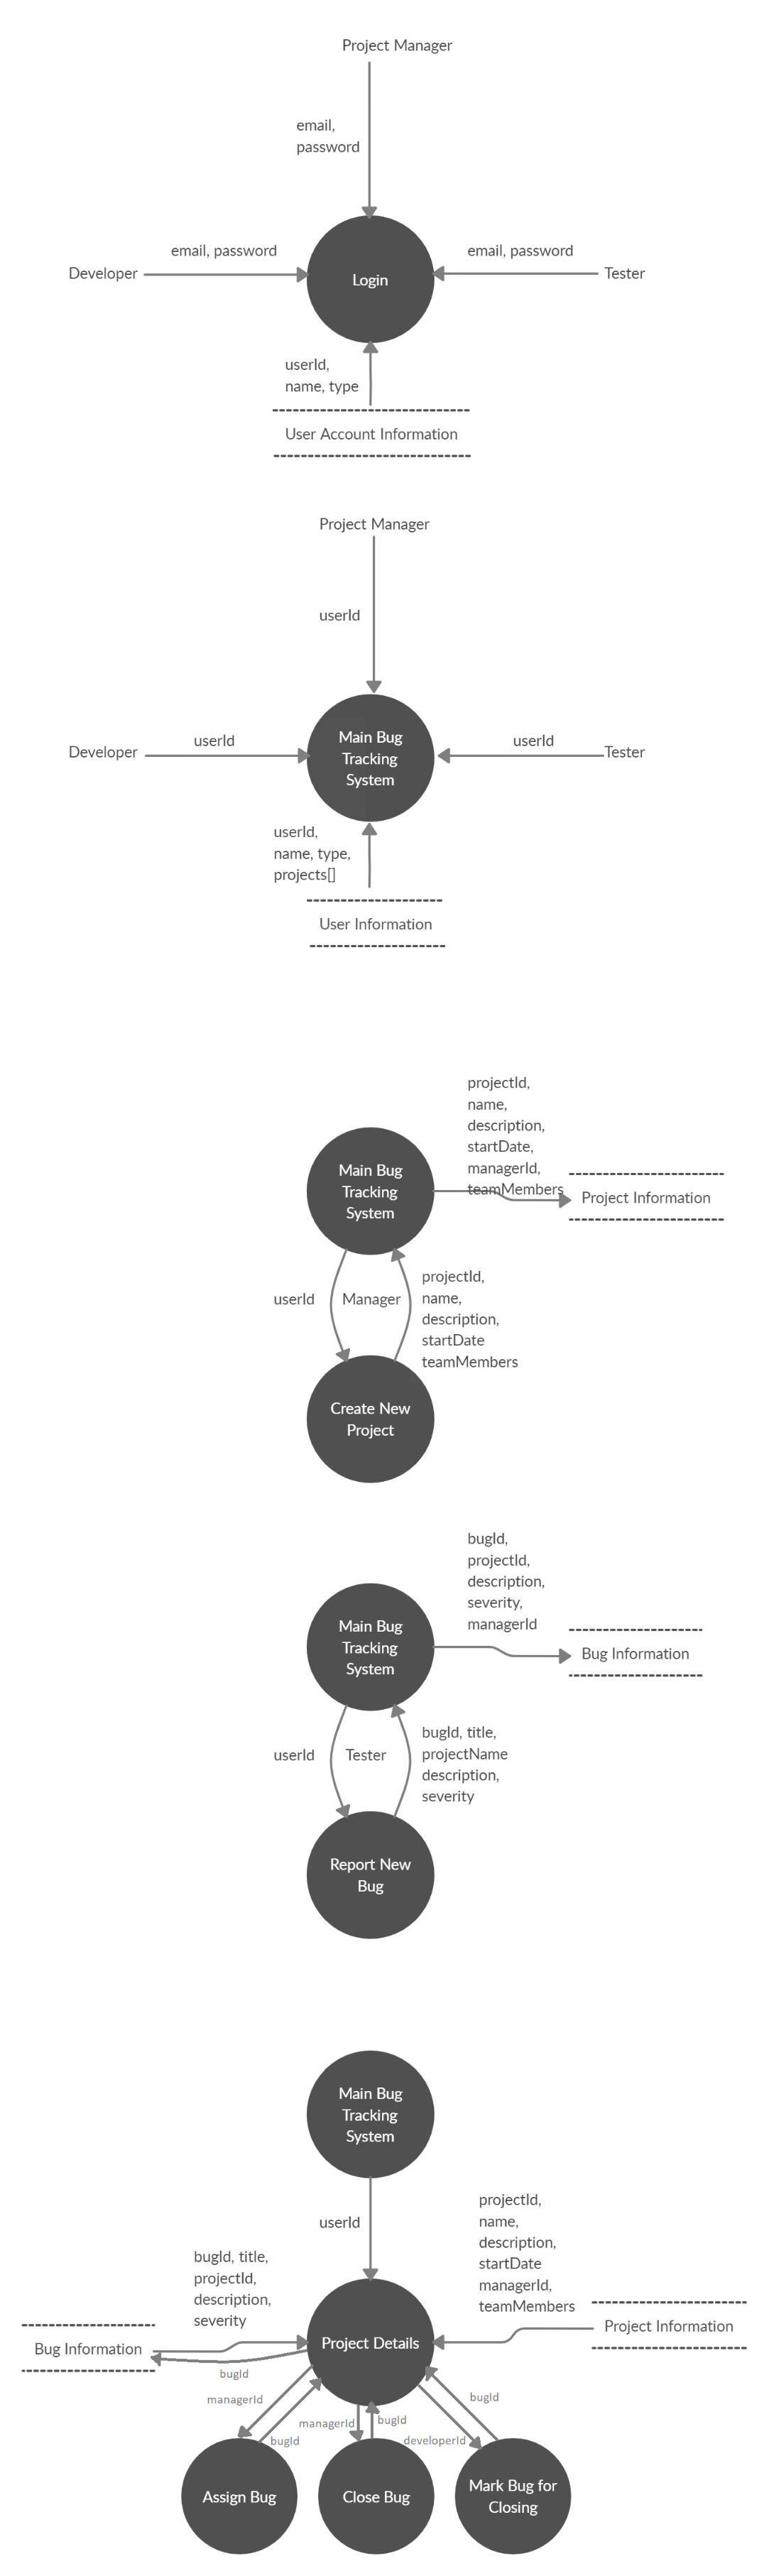 Project Manager
email,
password
email, password
email, password
Developer
Login
Tester
userId,
name, type
User Account Information
Project Manager
userId
Main Bug
Tracking
System
userId
userId
Developer
Tester
userId,
name, type,
projects[]
User Information
projectId,
name,
description,
startDate,
managerId,
teamMembers
Main Bug
Tracking
System
Project Information
userId
Manager
projectId,
name,
description,
startDate
teamMembers
Create New
Project
bugId,
projectId,
description,
severity,
managerId
Main Bug
Tracking
System
Bug Information
userId
Tester
bugId, title,
projectName
description,
severity
Report New
Bug
Main Bug
Tracking
System
userId
projectId,
name,
description,
startDate
managerId,
teamMembers
bugId, title,
projectId,
description,
severity
Bug Information
Project Details
Project Information
bugId
managerId
bugId
managerId
bugId
developerId
bugId
Assign Bug
Close Bug
Mark Bug for
Closing